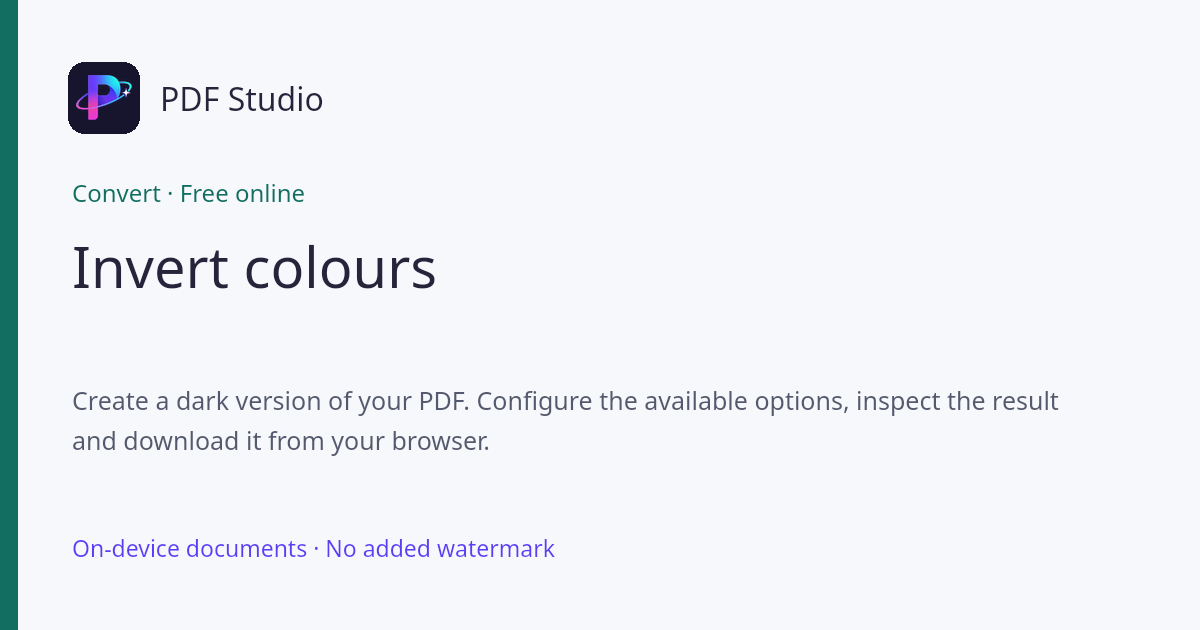 PDF Studio
Convert · Free online
Invert colours
Create a dark version of your PDF. Configure the available options, inspect the result
and download it from your browser.
On-device documents · No added watermark